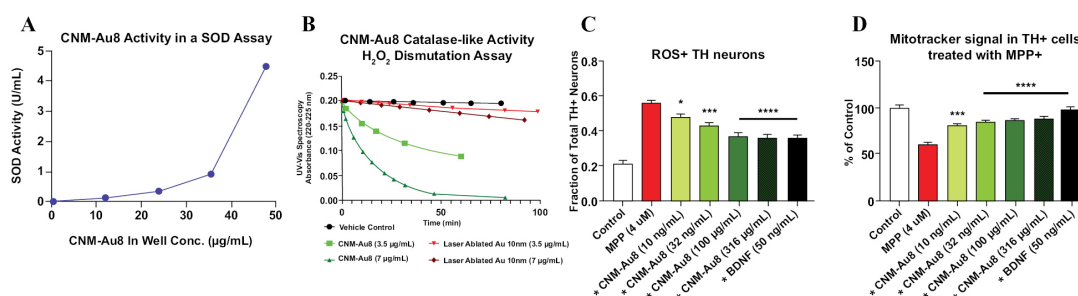 A
CNM-Au8 Activity in a SOD Assay
SOD Activity (U/mL)
5
4
3
2
1
0
0
10
20
30
40
50
CNM-Au8 In Well Conc. (µg/mL)
B
CNM-Au8 Catalase-like Activity
H2O2 Dismutation Assay
UV-Vis Spectroscopy
Absorbance (220-225 nm)
0.25
0.20
0.15
0.10
0.05
0.00
0
50
100
Time (min)
Vehicle Control
CNM-Au8 (3.5 µg/mL)
CNM-Au8 (7 µg/mL)
Laser Ablated Au 10nm (3.5 µg/mL)
Laser Ablated Au 10nm (7 µg/mL)
C
ROS+ TH neurons
Fraction of Total TH+ Neurons
0.8
0.6
0.4
0.2
0.0
*
***
****
Control
MPP (4 uM)
* CNM-Au8 (10 ng/mL)
* CNM-Au8 (32 ng/mL)
* CNM-Au8 (100 µg/mL)
* CNM-Au8 (316 µg/mL)
* BDNF (50 ng/mL)
D
Mitotracker signal in TH+ cells
treated with MPP+
% of Control
150
100
50
0
***
****
Control
MPP (4 uM)
* CNM-Au8 (10 ng/mL)
* CNM-Au8 (32 ng/mL)
* CNM-Au8 (100 µg/mL)
* CNM-Au8 (316 µg/mL)
* BDNF (50 ng/mL)